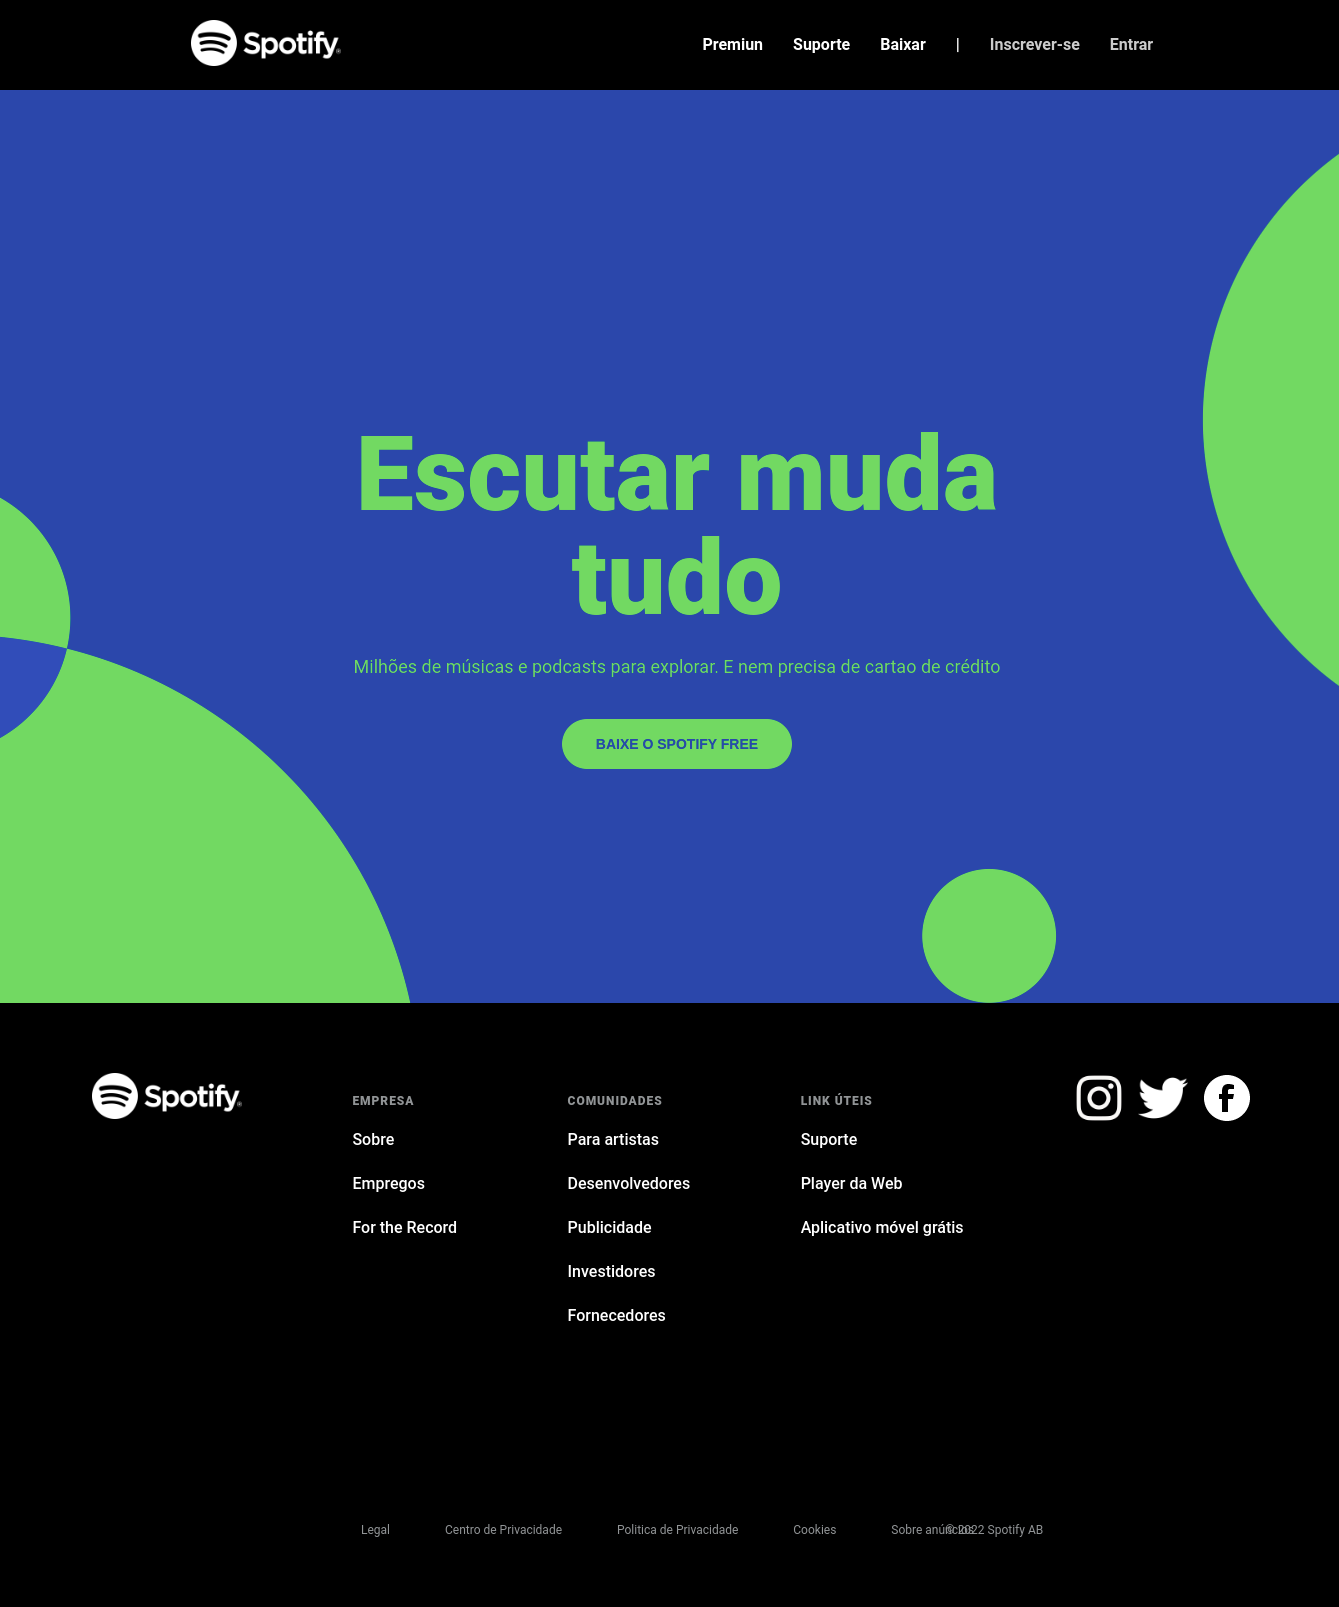 Spotify®
Premiun Suporte Baixar | Inscrever-se Entrar
Escutar muda
tudo
Milhões de músicas e podcasts para explorar. E nem precisa de cartao de crédito
BAIXE O SPOTIFY FREE
Spotify®
EMPRESA
Sobre
Empregos
For the Record
COMUNIDADES
Para artistas
Desenvolvedores
Publicidade
Investidores
Fornecedores
LINK ÚTEIS
Suporte
Player da Web
Aplicativo móvel grátis
Legal Centro de Privacidade Politica de Privacidade Cookies Sobre anúncios © 2022 Spotify AB